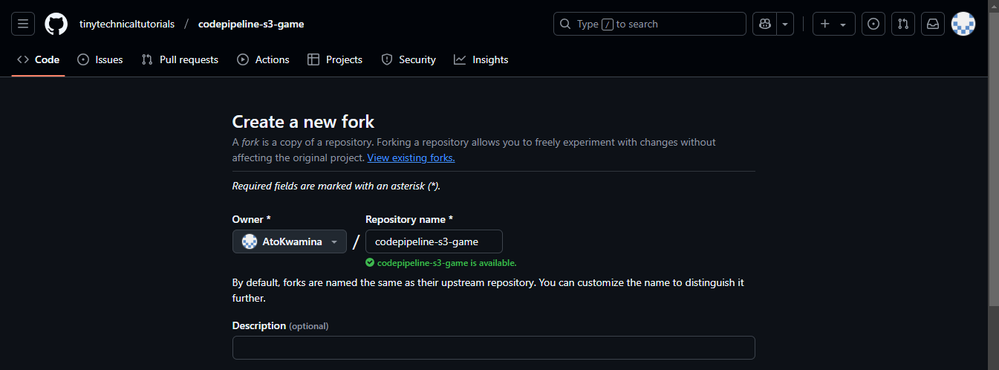 tinytechnicaltutorials / codepipeline-s3-game
Type / to search
Code Issues Pull requests Actions Projects Security Insights
Create a new fork
A fork is a copy of a repository. Forking a repository allows you to freely experiment with changes without
affecting the original project. View existing forks.
Required fields are marked with an asterisk (*).
Owner * Repository name *
AtoKwamina / codepipeline-s3-game
codepipeline-s3-game is available.
By default, forks are named the same as their upstream repository. You can customize the name to distinguish it
further.
Description (optional)